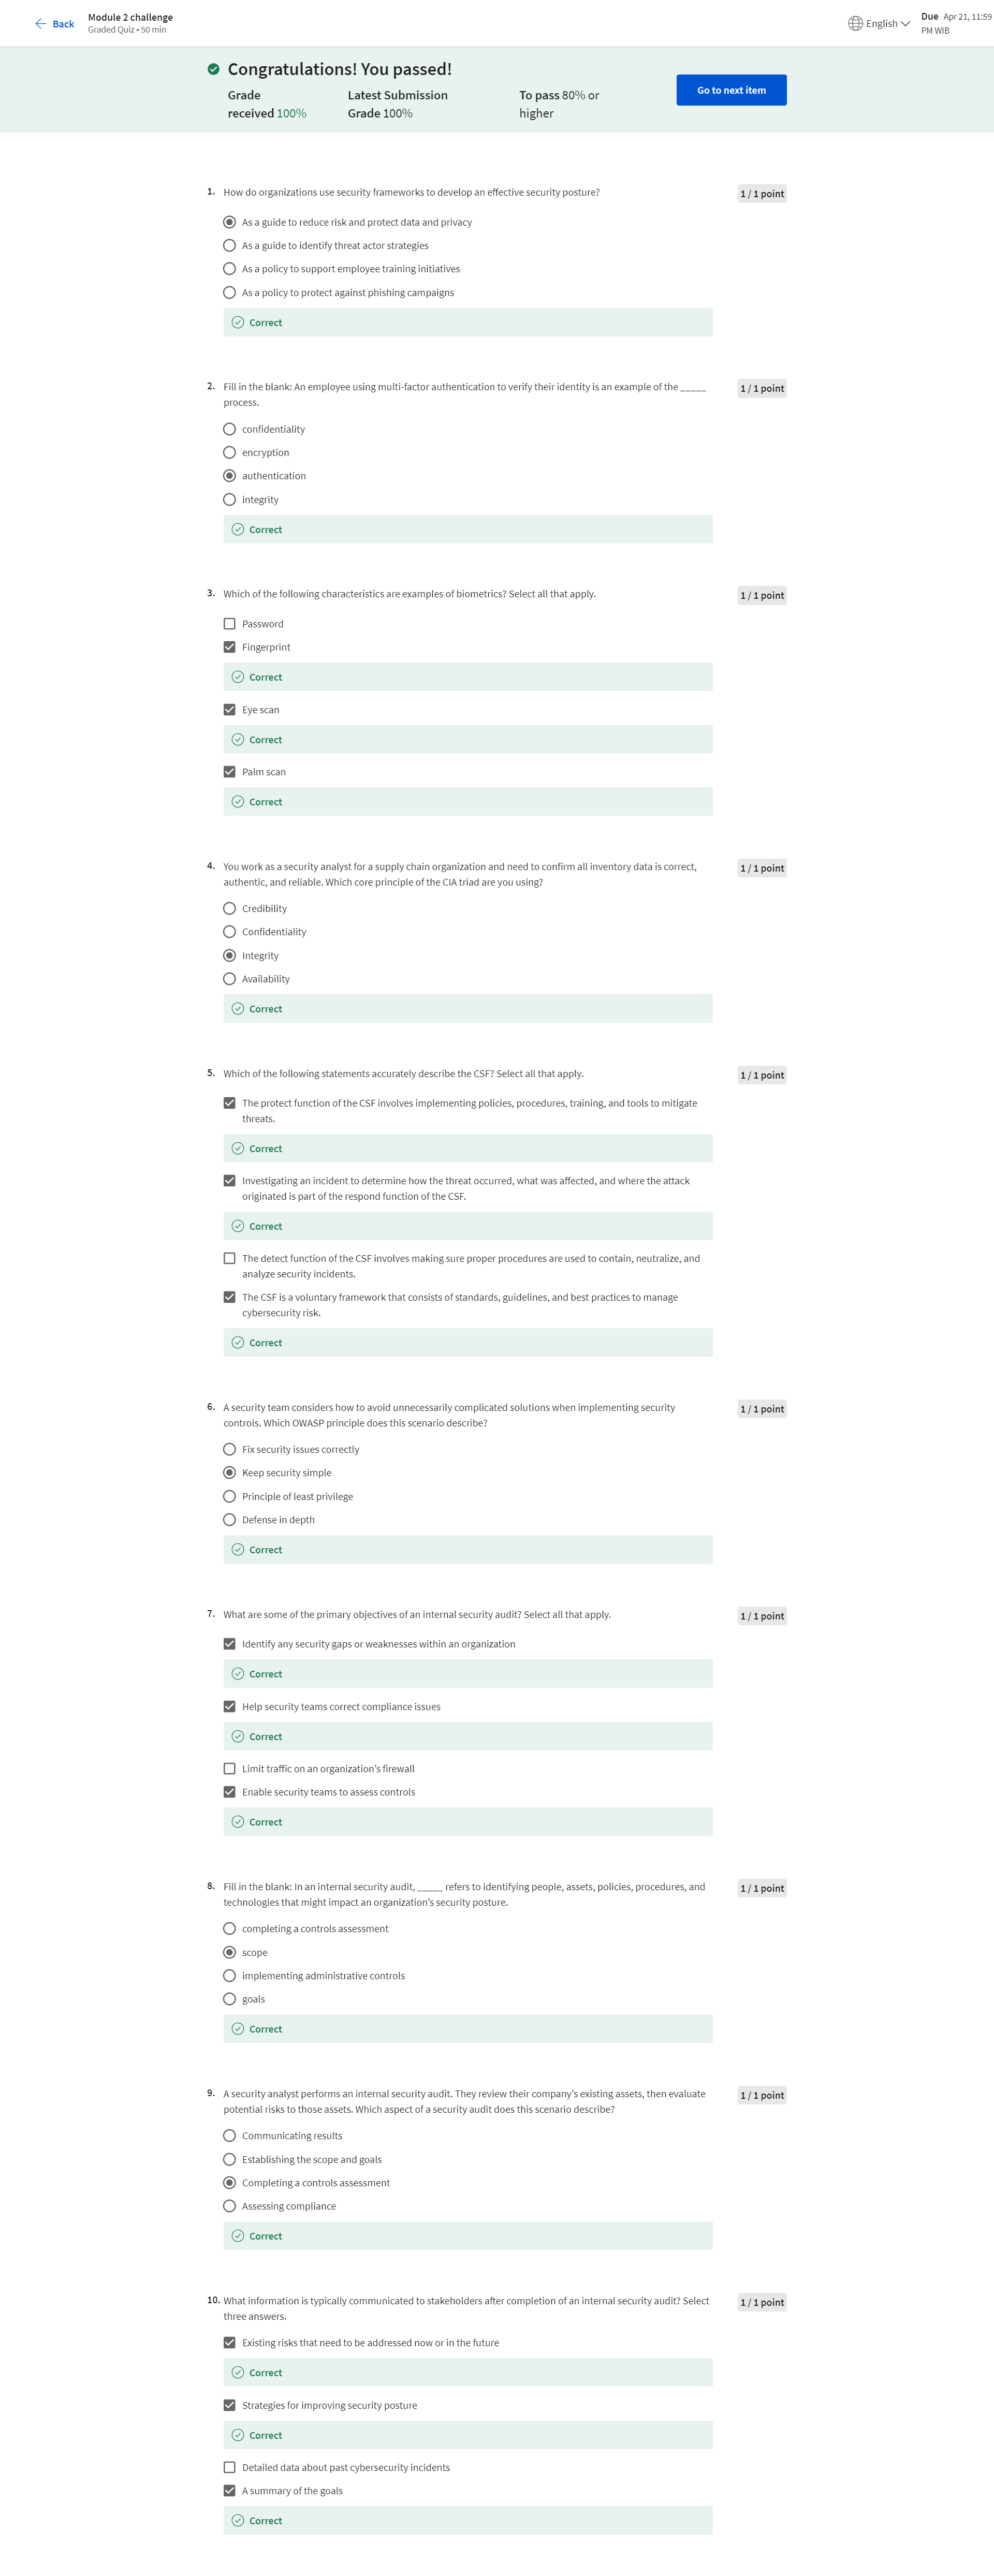 Back
Module 2 challenge
Graded Quiz • 50 min
English
Due Apr 21, 11:59
PM WIB
Congratulations! You passed!
Grade
received 100%
Latest Submission
Grade 100%
To pass 80% or
higher
Go to next item
1. How do organizations use security frameworks to develop an effective security posture?
1 / 1 point
As a guide to reduce risk and protect data and privacy
As a guide to identify threat actor strategies
As a policy to support employee training initiatives
As a policy to protect against phishing campaigns
Correct
2. Fill in the blank: An employee using multi-factor authentication to verify their identity is an example of the _____
process.
1 / 1 point
confidentiality
encryption
authentication
integrity
Correct
3. Which of the following characteristics are examples of biometrics? Select all that apply.
1 / 1 point
Password
Fingerprint
Correct
Eye scan
Correct
Palm scan
Correct
4. You work as a security analyst for a supply chain organization and need to confirm all inventory data is correct,
authentic, and reliable. Which core principle of the CIA triad are you using?
1 / 1 point
Credibility
Confidentiality
Integrity
Availability
Correct
5. Which of the following statements accurately describe the CSF? Select all that apply.
1 / 1 point
The protect function of the CSF involves implementing policies, procedures, training, and tools to mitigate
threats.
Correct
Investigating an incident to determine how the threat occurred, what was affected, and where the attack
originated is part of the respond function of the CSF.
Correct
The detect function of the CSF involves making sure proper procedures are used to contain, neutralize, and
analyze security incidents.
The CSF is a voluntary framework that consists of standards, guidelines, and best practices to manage
cybersecurity risk.
Correct
6. A security team considers how to avoid unnecessarily complicated solutions when implementing security
controls. Which OWASP principle does this scenario describe?
1 / 1 point
Fix security issues correctly
Keep security simple
Principle of least privilege
Defense in depth
Correct
7. What are some of the primary objectives of an internal security audit? Select all that apply.
1 / 1 point
Identify any security gaps or weaknesses within an organization
Correct
Help security teams correct compliance issues
Correct
Limit traffic on an organization's firewall
Enable security teams to assess controls
Correct
8. Fill in the blank: In an internal security audit, _____ refers to identifying people, assets, policies, procedures, and
technologies that might impact an organization's security posture.
1 / 1 point
completing a controls assessment
scope
implementing administrative controls
goals
Correct
9. A security analyst performs an internal security audit. They review their company's existing assets, then evaluate
potential risks to those assets. Which aspect of a security audit does this scenario describe?
1 / 1 point
Communicating results
Establishing the scope and goals
Completing a controls assessment
Assessing compliance
Correct
10. What information is typically communicated to stakeholders after completion of an internal security audit? Select
three answers.
1 / 1 point
Existing risks that need to be addressed now or in the future
Correct
Strategies for improving security posture
Correct
Detailed data about past cybersecurity incidents
A summary of the goals
Correct